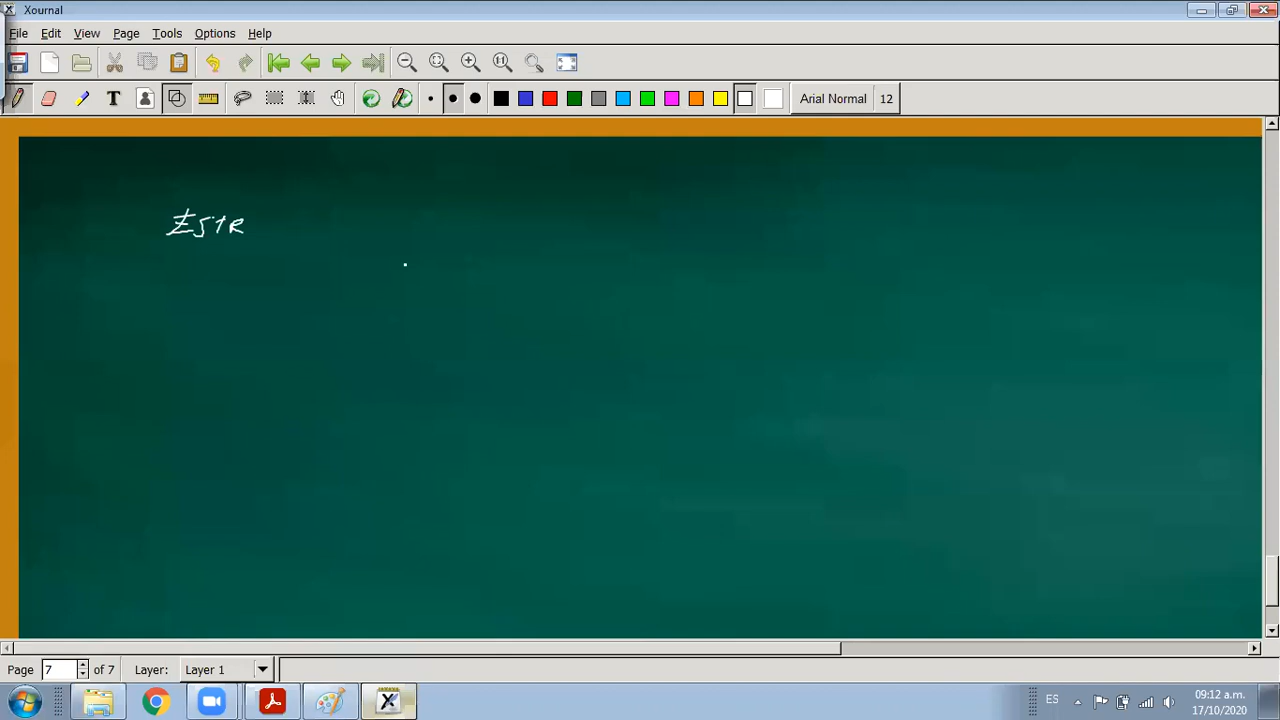 Xournal
File Edit View Page Tools Options Help
Arial Normal 12
ESTR
Page 7 of 7 Layer: Layer 1
ES 09:12 a.m.
17/10/2020